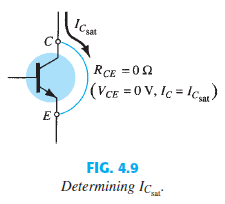 I_Csat
C
R_CE = 0 Ω
(V_CE = 0 V, I_C = I_Csat)
E
FIG. 4.9
Determining I_Csat.